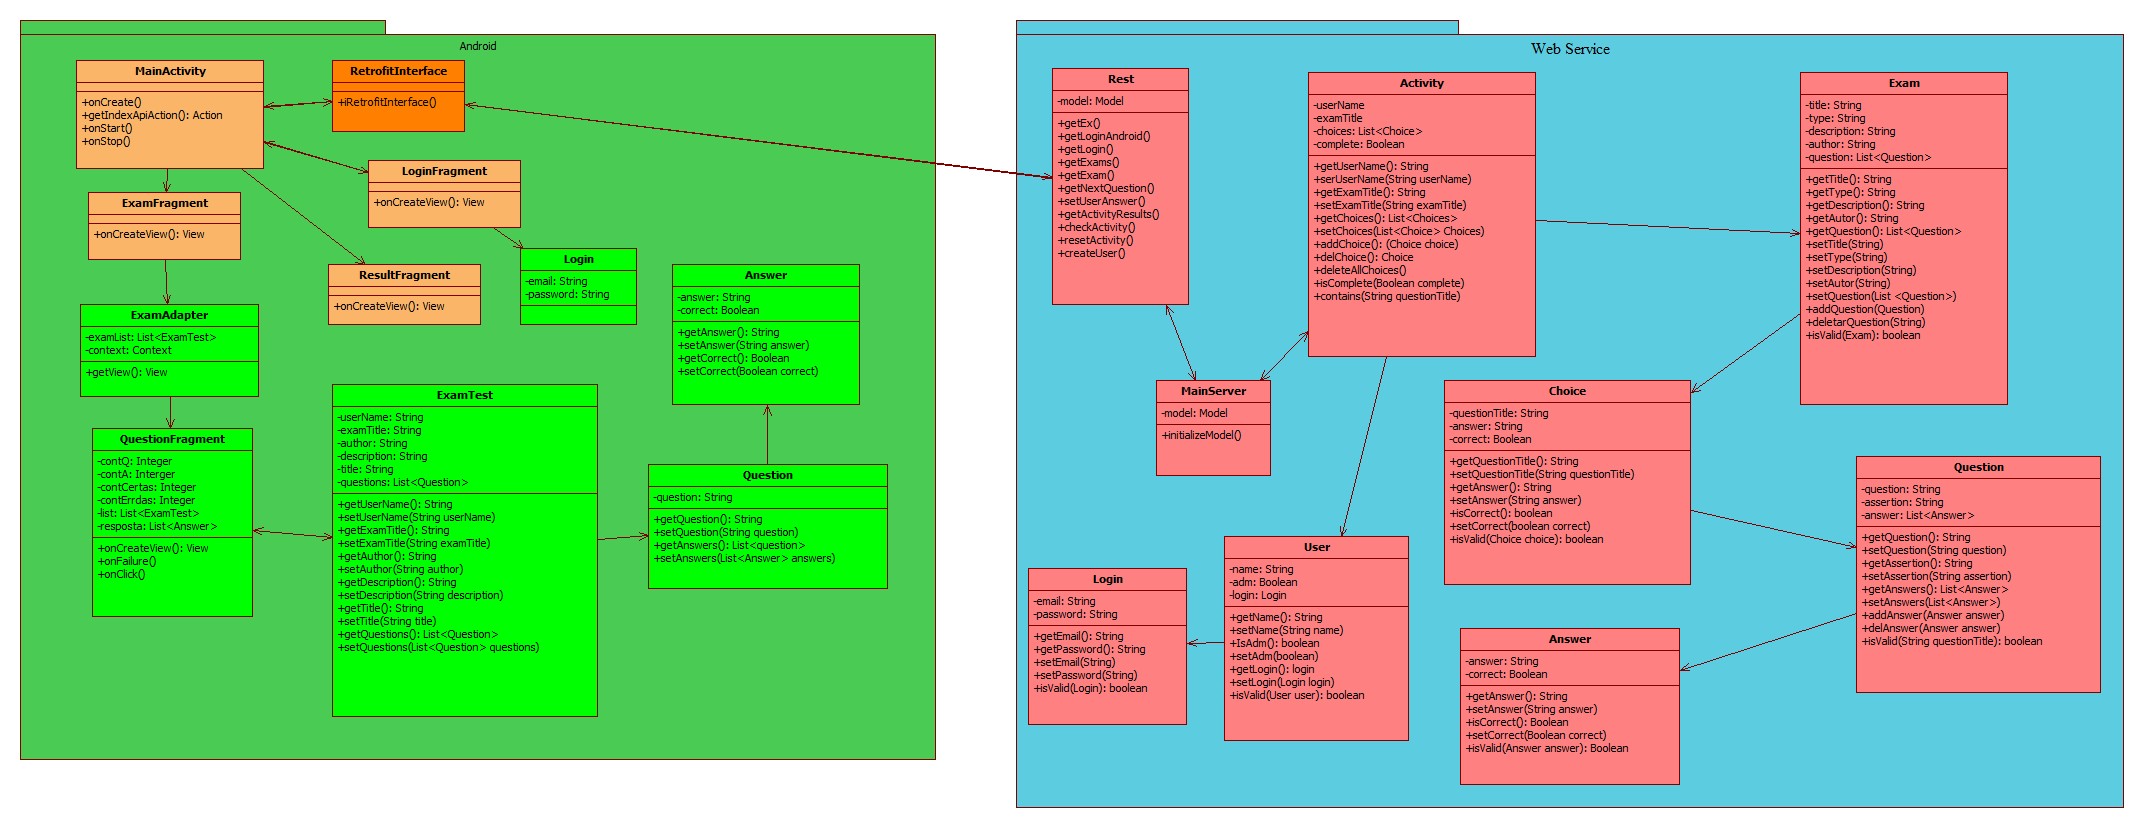 Android
MainActivity
+onCreate()
+getIndexApiAction(): Action
+onStart()
+onStop()
RetrofitInterface
+iRetrofitInterface()
LoginFragment
+onCreateView(): View
ExamFragment
+onCreateView(): View
ResultFragment
+onCreateView(): View
Login
-email: String
-password: String
Answer
-answer: String
-correct: Boolean
+getAnswer(): String
+setAnswer(String answer)
+getCorrect(): Boolean
+setCorrect(Boolean correct)
ExamAdapter
-examList: List<ExamTest>
-context: Context
+getView(): View
QuestionFragment
-contQ: Integer
-contA: Interger
-contCertas: Integer
-contErrdas: Integer
-list: List<ExamTest>
-resposta: List<Answer>
+onCreateView(): View
+onFailure()
+onClick()
ExamTest
-userName: String
-examTitle: String
-author: String
-description: String
-title: String
-questions: List<Question>
+getUserName(): String
+setUserName(String userName)
+getExamTitle(): String
+setExamTitle(String examTitle)
+getAuthor(): String
+setAuthor(String author)
+getDescription(): String
+setDescription(String description)
+getTitle(): String
+setTitle(String title)
+getQuestions(): List<Question>
+setQuestions(List<Question> questions)
Question
-question: String
+getQuestion(): String
+setQuestion(String question)
+getAnswers(): List<question>
+setAnswers(List<Answer> answers)
Web Service
Rest
-model: Model
+getEx()
+getLoginAndroid()
+getLogin()
+getExams()
+getExam()
+getNextQuestion()
+setUserAnswer()
+getActivityResults()
+checkActivity()
+resetActivity()
+createUser()
Activity
-userName
-examTitle
-choices: List<Choice>
-complete: Boolean
+getUserName(): String
+serUserName(String userName)
+getExamTitle(): String
+setExamTitle(String examTitle)
+getChoices(): List<Choices>
+setChoices(List<Choice> Choices)
+addChoice(): (Choice choice)
+delChoice(): Choice
+deleteAllChoices()
+isComplete(Boolean complete)
+contains(String questionTitle)
Exam
-title: String
-type: String
-description: String
-author: String
-question: List<Question>
+getTitle(): String
+getType(): String
+getDescription(): String
+getAutor(): String
+getQuestion(): List<Question>
+setTitle(String)
+setType(String)
+setDescription(String)
+setAutor(String)
+setQuestion(List <Question>)
+addQuestion(Question)
+deletarQuestion(String)
+isValid(Exam): boolean
MainServer
-model: Model
+initializeModel()
Choice
-questionTitle: String
-answer: String
-correct: Boolean
+getQuestionTitle(): String
+setQuestionTitle(String questionTitle)
+getAnswer(): String
+setAnswer(String answer)
+isCorrect(): boolean
+setCorrect(boolean correct)
+isValid(Choice choice): boolean
Question
-question: String
-assertion: String
-answer: List<Answer>
+getQuestion(): String
+setQuestion(String question)
+getAssertion(): String
+setAssertion(String assertion)
+getAnswers(): List<Answer>
+setAnswers(List<Answer>)
+addAnswer(Answer answer)
+delAnswer(Answer answer)
+isValid(String questionTitle): boolean
User
-name: String
-adm: Boolean
-login: Login
+getName(): String
+setName(String name)
+IsAdm(): boolean
+setAdm(boolean)
+getLogin(): login
+setLogin(Login login)
+isValid(User user): boolean
Login
-email: String
-password: String
+getEmail(): String
+getPassword(): String
+setEmail(String)
+setPassword(String)
+isValid(Login): boolean
Answer
-answer: String
-correct: Boolean
+getAnswer(): String
+setAnswer(String answer)
+isCorrect(): Boolean
+setCorrect(Boolean correct)
+isValid(Answer answer): Boolean